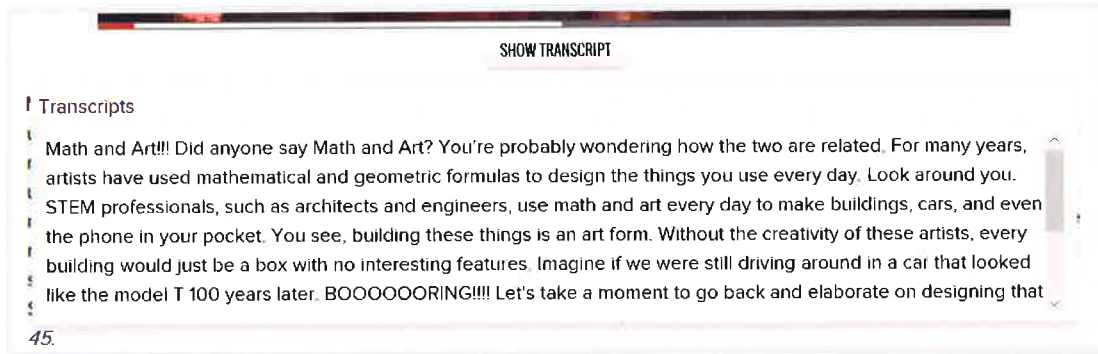 SHOW TRANSCRIPT
Transcripts
Math and Art!!! Did anyone say Math and Art? You're probably wondering how the two are related. For many years,
artists have used mathematical and geometric formulas to design the things you use every day. Look around you.
STEM professionals, such as architects and engineers, use math and art every day to make buildings, cars, and even
the phone in your pocket. You see, building these things is an art form. Without the creativity of these artists, every
building would just be a box with no interesting features. Imagine if we were still driving around in a car that looked
like the model T 100 years later. BOOOOOORING!!!! Let's take a moment to go back and elaborate on designing that
45.